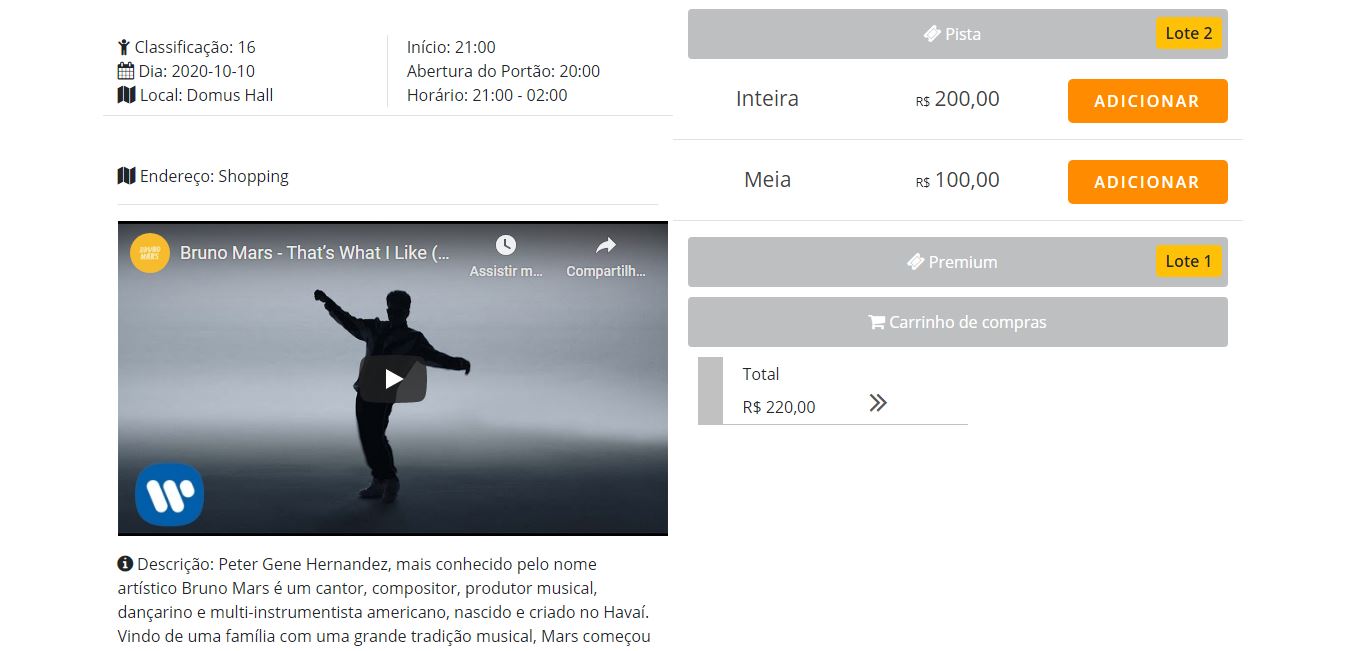 Classificação: 16
Dia: 2020-10-10
Local: Domus Hall
Início: 21:00
Abertura do Portão: 20:00
Horário: 21:00 - 02:00
Endereço: Shopping
BRUNO
MARS
Bruno Mars - That’s What I Like (...
Assistir m...
Compartilh...
Descrição: Peter Gene Hernandez, mais conhecido pelo nome
artístico Bruno Mars é um cantor, compositor, produtor musical,
dançarino e multi-instrumentista americano, nascido e criado no Havaí.
Vindo de uma família com uma grande tradição musical, Mars começou
Pista
Lote 2
Inteira
R$ 200,00
ADICIONAR
Meia
R$ 100,00
ADICIONAR
Premium
Lote 1
Carrinho de compras
Total
R$ 220,00